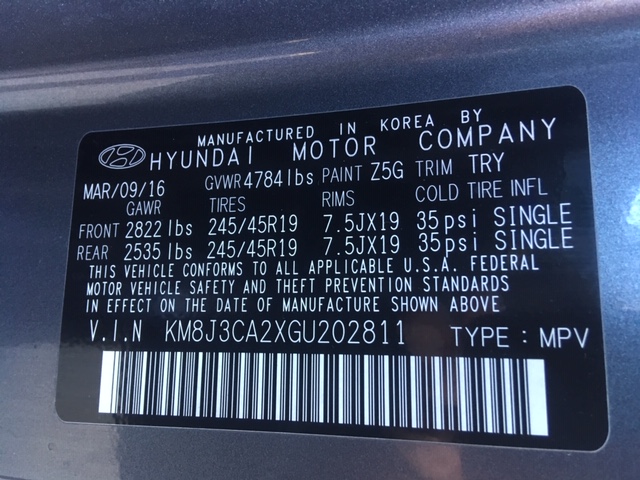 MANUFACTURED IN KOREA BY
HYUNDAI MOTOR COMPANY
MAR/09/16 GVWR 4784lbs PAINT Z5G TRIM TRY
GAWR TIRES RIMS COLD TIRE INFL
FRONT 2822 lbs 245/45R19 7.5JX19 35psi SINGLE
REAR 2535 lbs 245/45R19 7.5JX19 35psi SINGLE
THIS VEHICLE CONFORMS TO ALL APPLICABLE U.S.A. FEDERAL
MOTOR VEHICLE SAFETY AND THEFT PREVENTION STANDARDS
IN EFFECT ON THE DATE OF MANUFACTURE SHOWN ABOVE
V.I.N KM8J3CA2XGU202811 TYPE : MPV